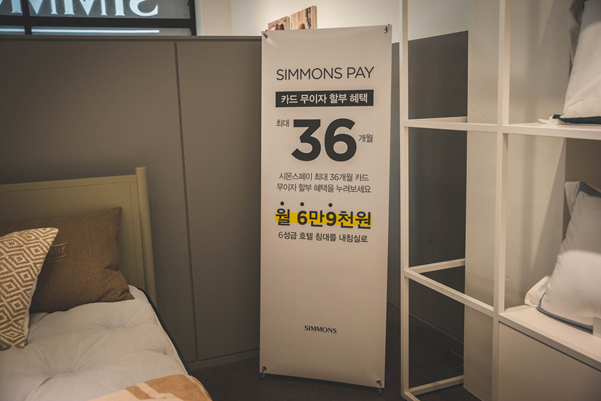 SIMMONS
SIMMONS PAY
카드 무이자 할부 혜택
최대 36 개월
시몬스페이 최대 36개월 카드
무이자 할부 혜택을 누려보세요
월 6만9천원
6성급 호텔 침대를 내침실로
SIMMONS